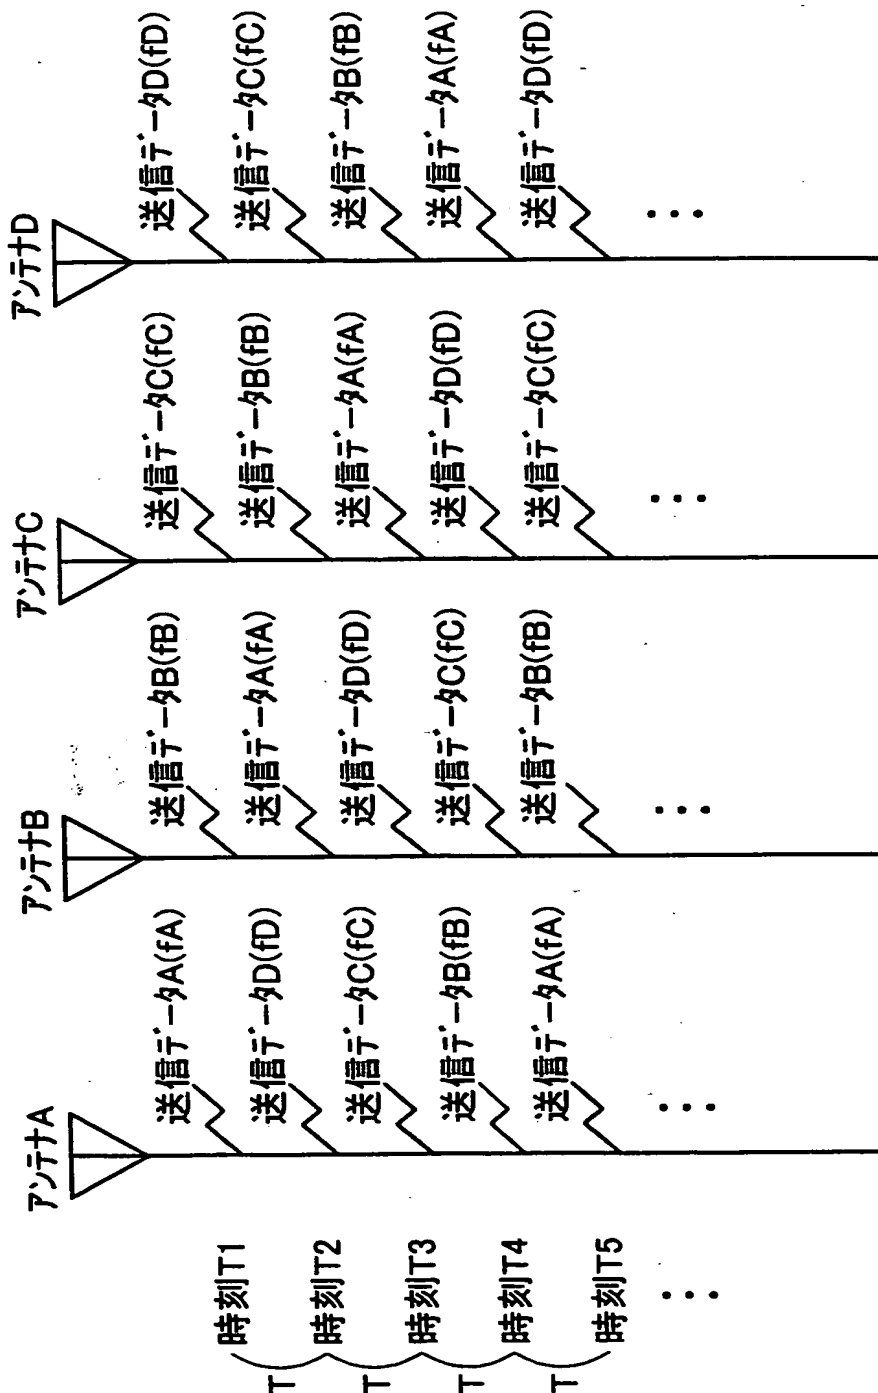 アンテナA アンテナB アンテナC アンテナD
送信データA(fA) 送信データB(fB) 送信データC(fC) 送信データD(fD)
時刻T1
T
送信データD(fD) 送信データA(fA) 送信データB(fB) 送信データC(fC)
時刻T2
T
送信データC(fC) 送信データD(fD) 送信データA(fA) 送信データB(fB)
時刻T3
T
送信データB(fB) 送信データC(fC) 送信データD(fD) 送信データA(fA)
時刻T4
T
送信データA(fA) 送信データB(fB) 送信データC(fC) 送信データD(fD)
時刻T5
... ... ... ... ...